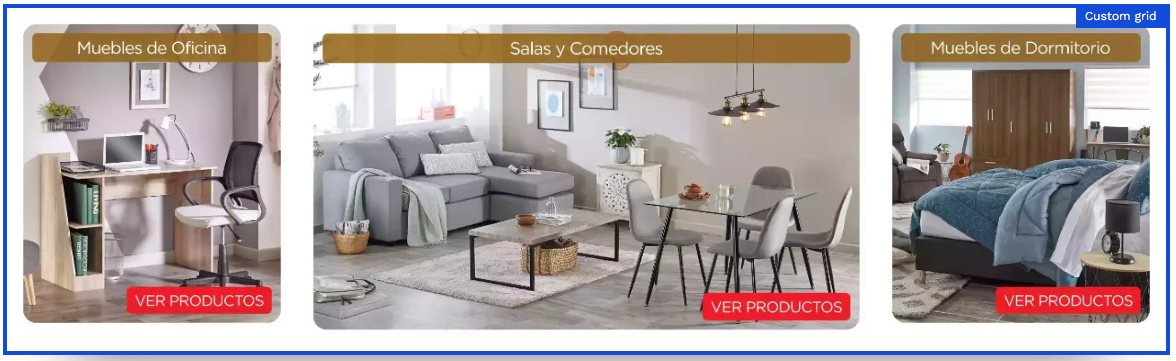 Custom grid
Muebles de Oficina
Salas y Comedores
Muebles de Dormitorio
VER PRODUCTOS
VER PRODUCTOS
VER PRODUCTOS